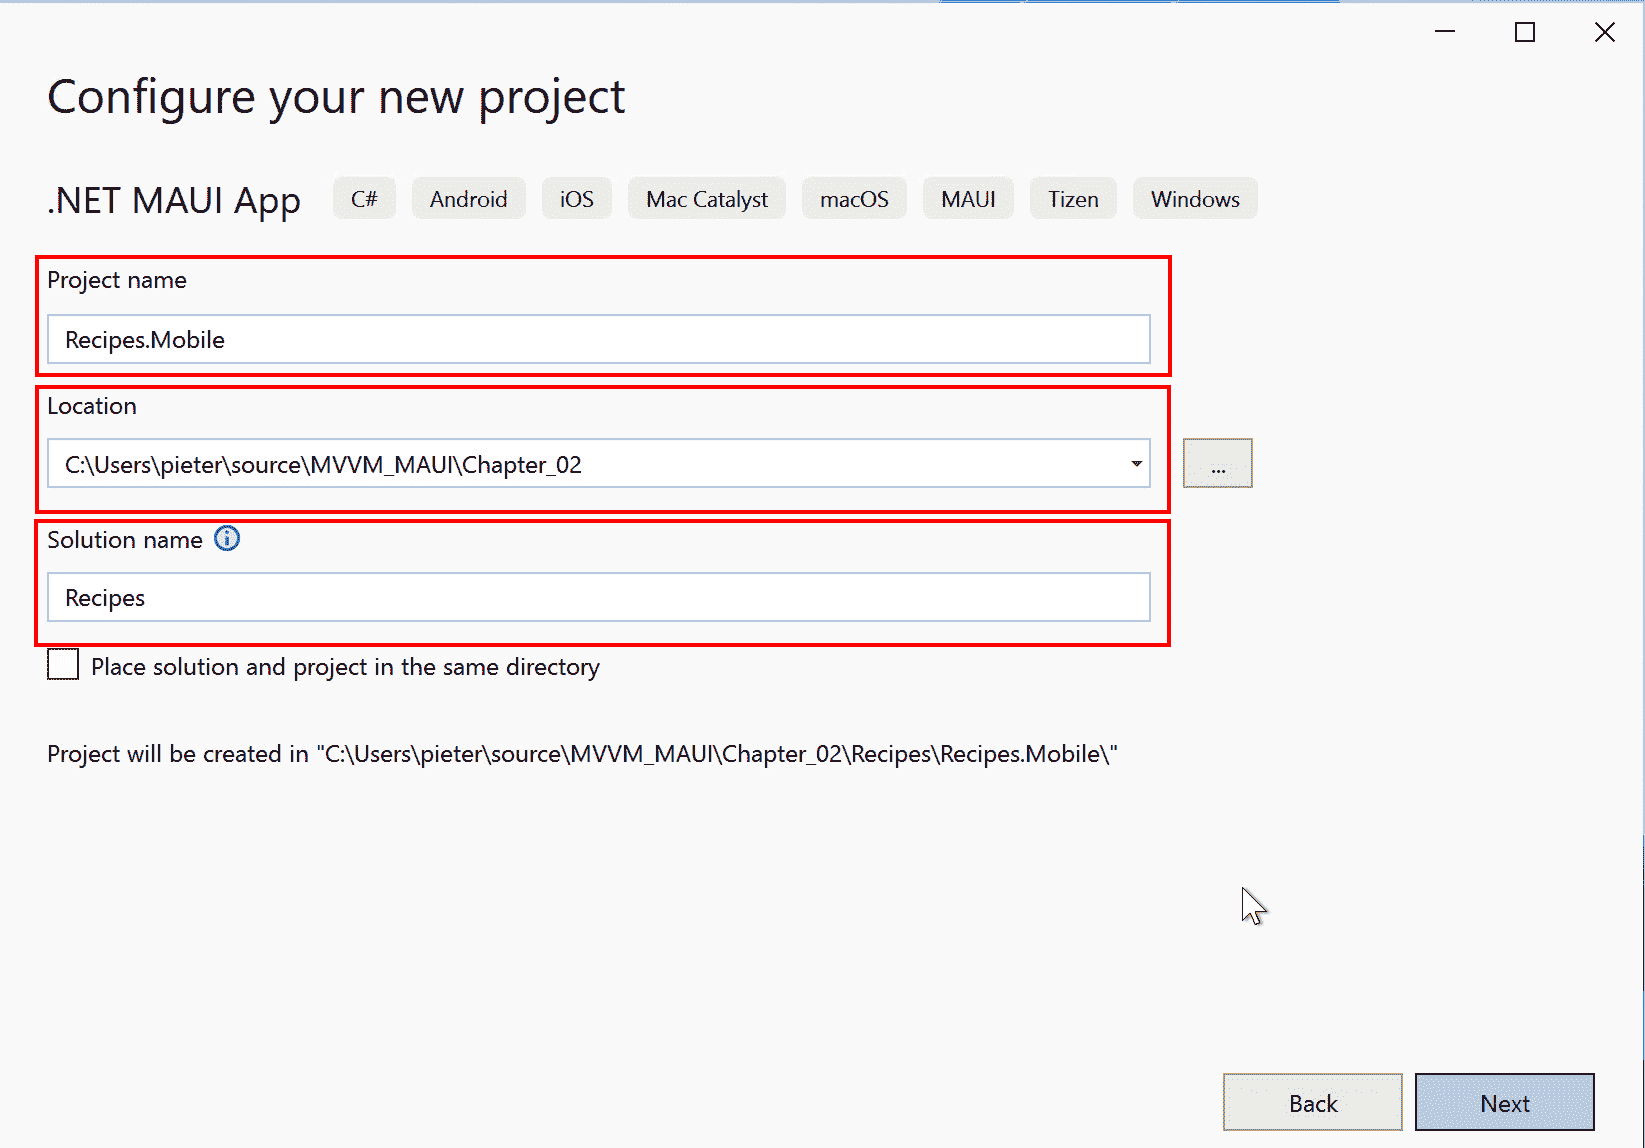 Configure your new project
.NET MAUI App C# Android iOS Mac Catalyst macOS MAUI Tizen Windows
Project name
Recipes.Mobile
Location
C:\Users\pieter\source\MVVM_MAUI\Chapter_02
...
Solution name
Recipes
Place solution and project in the same directory
Project will be created in "C:\Users\pieter\source\MVVM_MAUI\Chapter_02\Recipes\Recipes.Mobile\"
Back Next